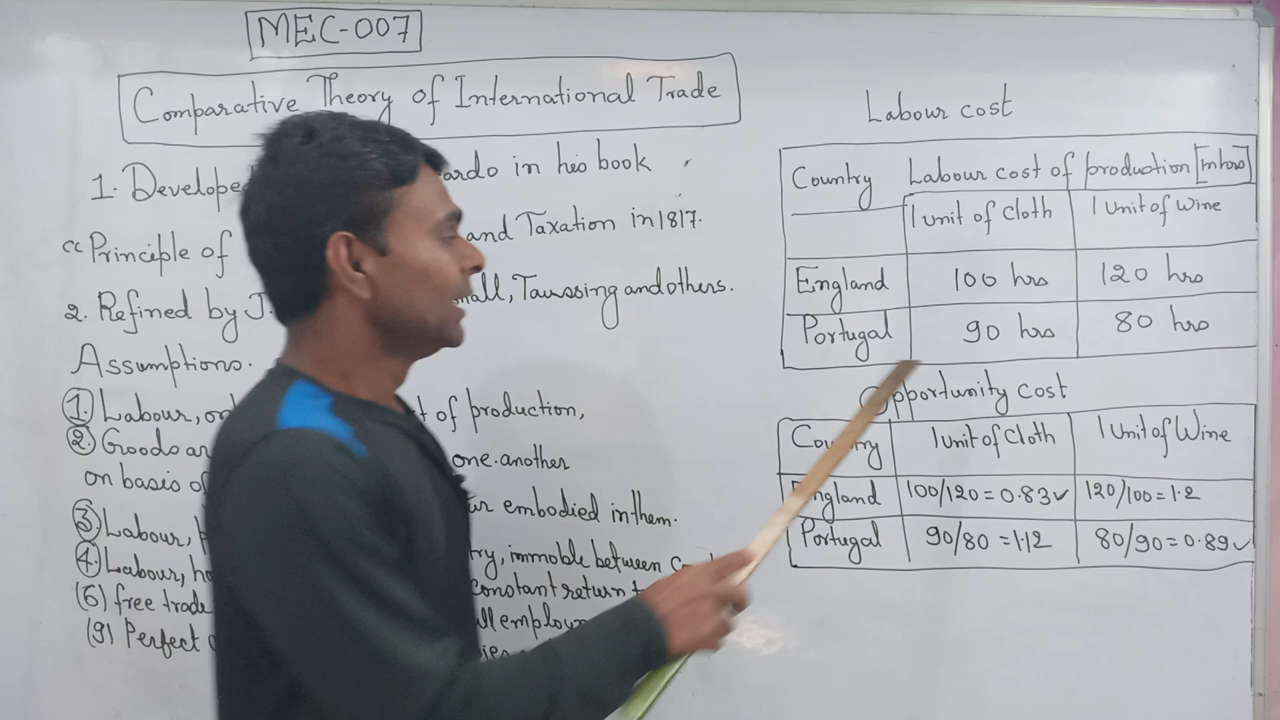 MEC-007
Comparative Theory of International Trade
1. Develope ardo in his book
"Principle of and Taxation in 1817.
2. Refined by J. all, Taussing and others.
Assumptions.
①. Labour, on t of production,
②. Goods ar one another
on basis of ur embodied in them.
③ Labour,
④ Labour, ho ry, immoble between
(6) free trade constant return t
(9) Perfect ll employ
Labour cost
Country Labour cost of production [in hrs]
1 unit of Cloth 1 Unit of Wine
England 100 hrs 120 hrs
Portugal 90 hrs 80 hrs
Opportunity Cost
Country 1 Unit of Cloth 1 Unit of Wine
England 100/120 = 0.83✓ 120/100 = 1.2
Portugal 90/80 = 1.12 80/90 = 0.89✓